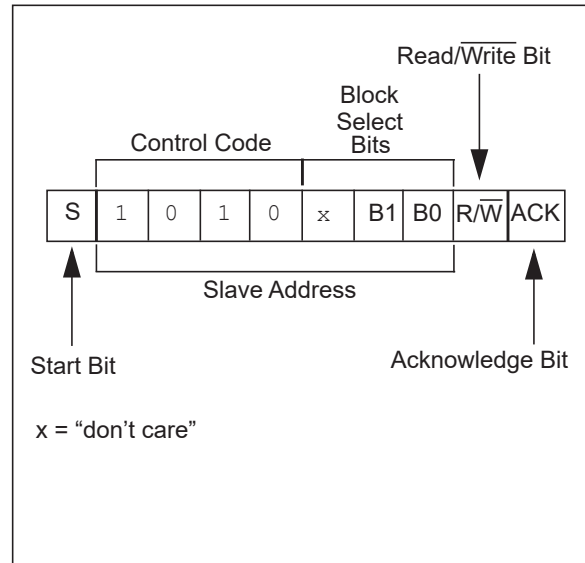 Read/Write Bit
Block
Select
Bits
Control Code
S 1 0 1 0 x B1 B0 R/W ACK
Slave Address
Start Bit
Acknowledge Bit
x = “don’t care”